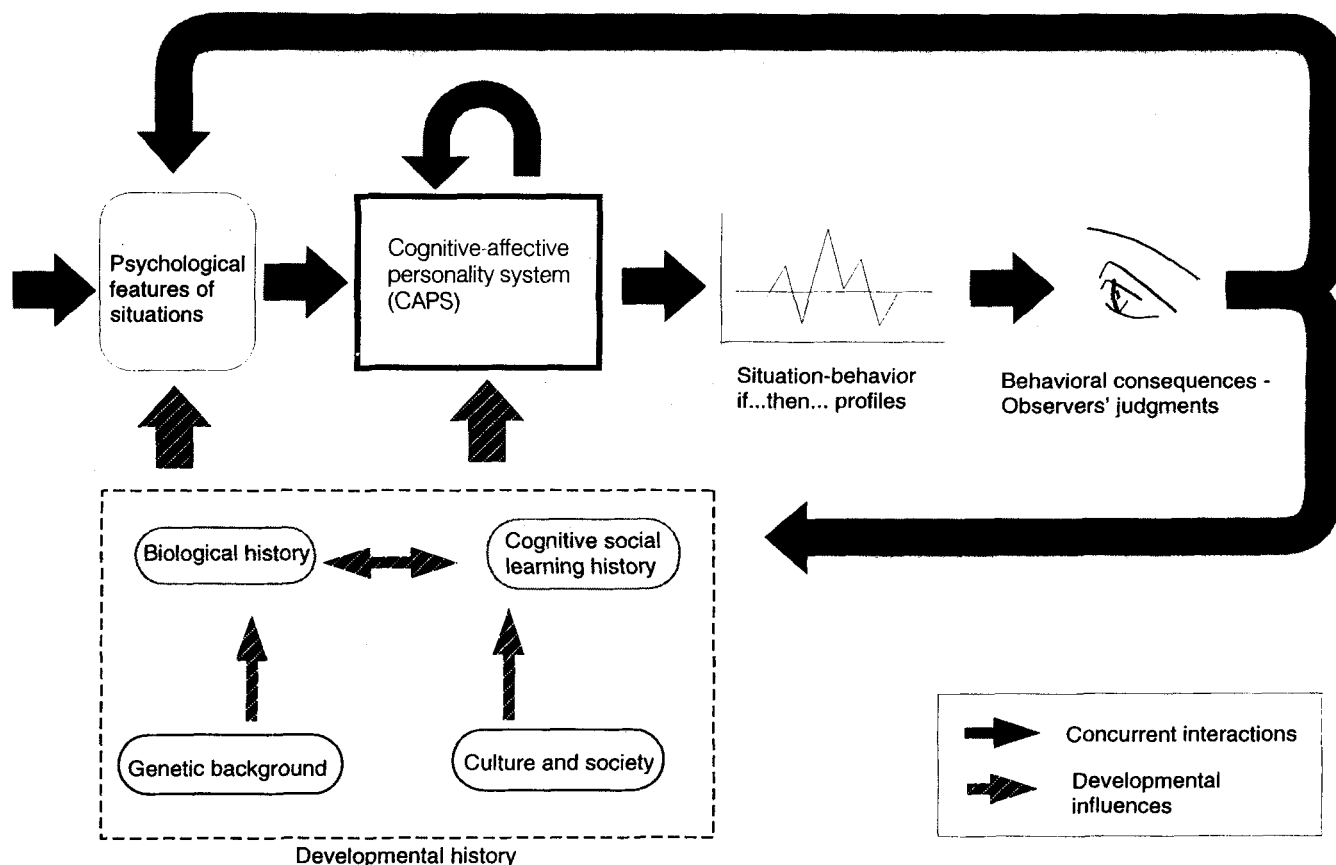 Psychological
features of
situations
Cognitive-affective
personality system
(CAPS)
Situation-behavior
if...then... profiles
Behavioral consequences -
Observers' judgments
Biological history
Cognitive social
learning history
Genetic background
Culture and society
Developmental history
Concurrent interactions
Developmental
influences